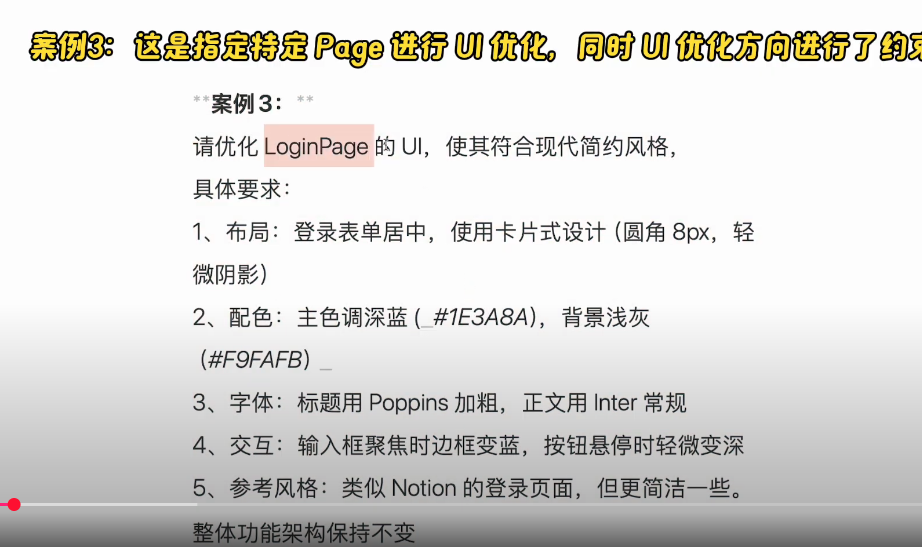 案例3：这是指定特定 Page 进行 UI 优化，同时 UI 优化方向进行了约束
**案例 3：**
请优化 LoginPage 的 UI，使其符合现代简约风格，
具体要求：
1、布局：登录表单居中，使用卡片式设计（圆角 8px，轻
微阴影）
2、配色：主色调深蓝 (_#1E3A8A)，背景浅灰
（#F9FAFB）_
3、字体：标题用 Poppins 加粗，正文用 Inter 常规
4、交互：输入框聚焦时边框变蓝，按钮悬停时轻微变深
5、参考风格：类似 Notion 的登录页面，但更简洁一些。
整体功能架构保持不变